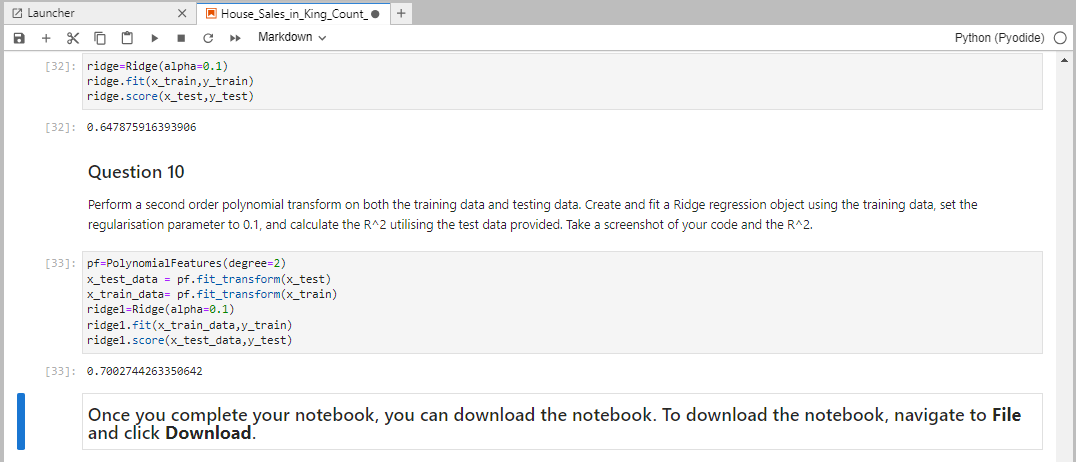 Launcher
House_Sales_in_King_Count_
Markdown
Python (Pyodide)
[32]: ridge=Ridge(alpha=0.1)
ridge.fit(x_train,y_train)
ridge.score(x_test,y_test)
[32]: 0.647875916393906
Question 10
Perform a second order polynomial transform on both the training data and testing data. Create and fit a Ridge regression object using the training data, set the
regularisation parameter to 0.1, and calculate the R^2 utilising the test data provided. Take a screenshot of your code and the R^2.
[33]: pf=PolynomialFeatures(degree=2)
x_test_data = pf.fit_transform(x_test)
x_train_data= pf.fit_transform(x_train)
ridge1=Ridge(alpha=0.1)
ridge1.fit(x_train_data,y_train)
ridge1.score(x_test_data,y_test)
[33]: 0.7002744263350642
Once you complete your notebook, you can download the notebook. To download the notebook, navigate to File
and click Download.